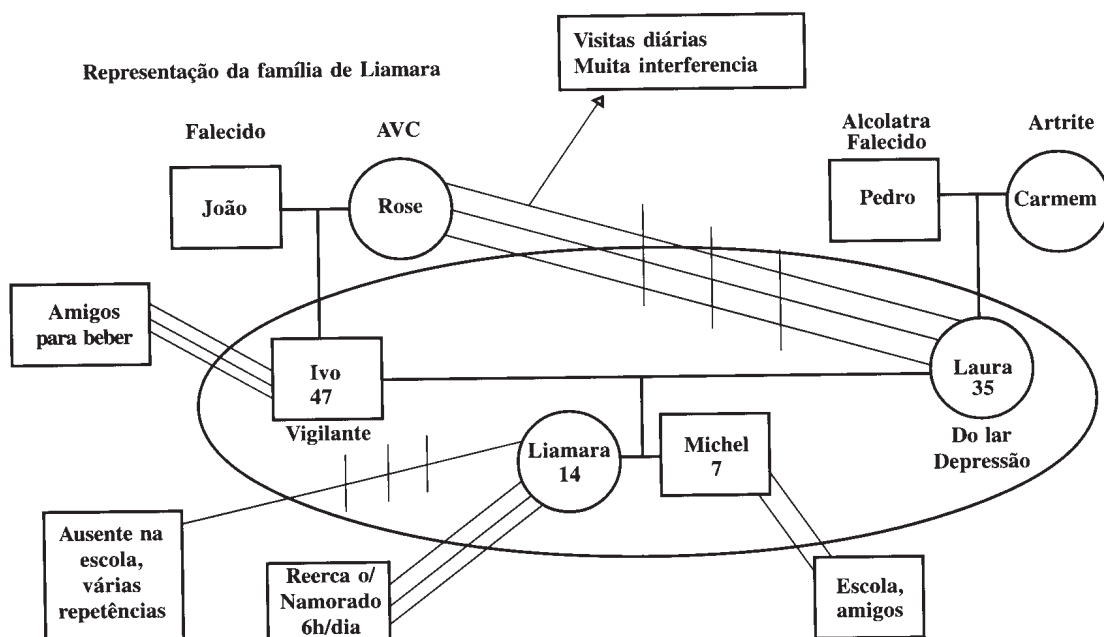 Visitas diárias
Muita interferencia
Representação da família de Liamara
Falecido
AVC
Alcolatra
Falecido
Artrite
João
Rose
Pedro
Carmem
Amigos
para beber
Ivo
47
Vigilante
Laura
35
Do lar
Depressão
Liamara
14
Michel
7
Ausente na
escola,
várias
repetências
Reerca o/
Namorado
6h/dia
Escola,
amigos